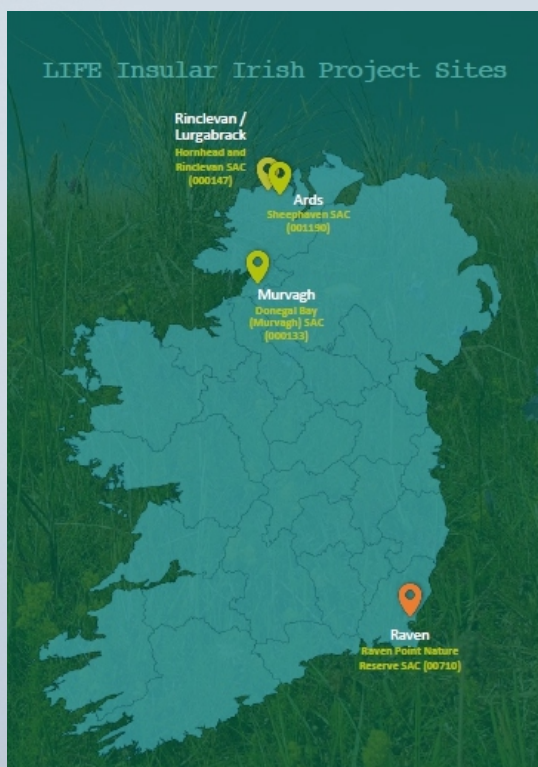 LIFE Insular Irish Project Sites
Rinclevan /
Lurgabrack
Hornhead and
Rinclevan SAC
(000147)
Ards
Sheephaven SAC
(001190)
Murvagh
Donegal Bay
(Murvagh) SAC
(000133)
Raven
Raven Point Nature
Reserve SAC (00710)